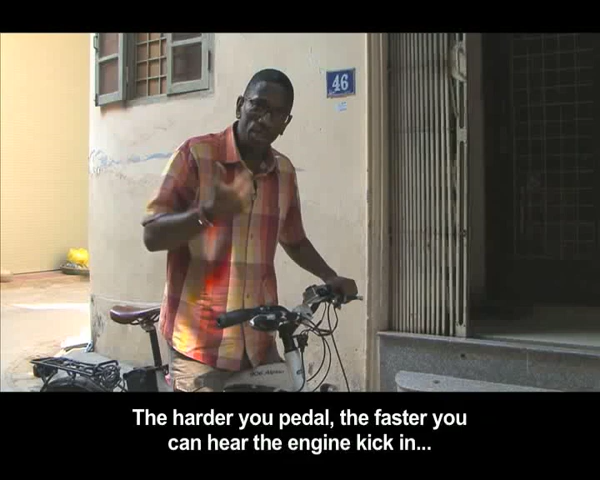 46
The harder you pedal, the faster you
can hear the engine kick in...